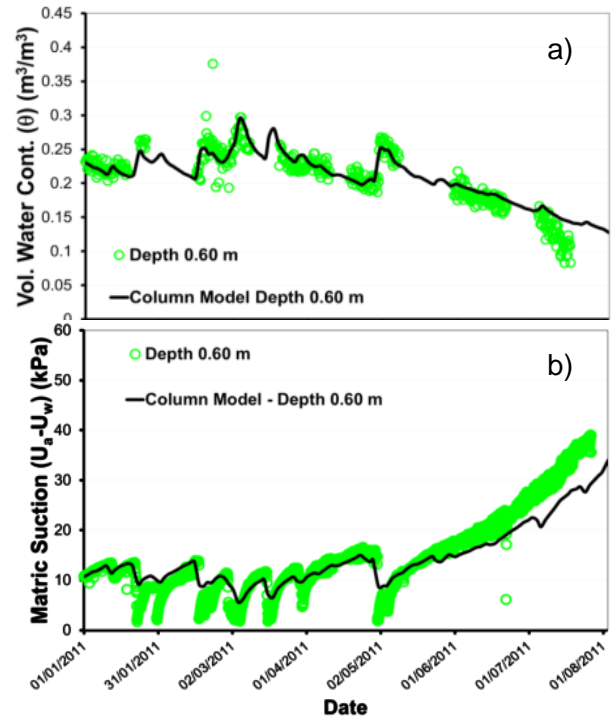 a)
0.45
0.4
0.35
0.3
0.25
0.2
0.15
0.1
0.05
0
Vol. Water Cont. (θ) (m³/m³)
Depth 0.60 m
Column Model Depth 0.60 m
b)
60
50
40
30
20
10
0
Matric Suction (Uₐ-U_w) (kPa)
Depth 0.60 m
Column Model - Depth 0.60 m
01/01/2011
31/01/2011
02/03/2011
01/04/2011
02/05/2011
01/06/2011
01/07/2011
01/08/2011
Date